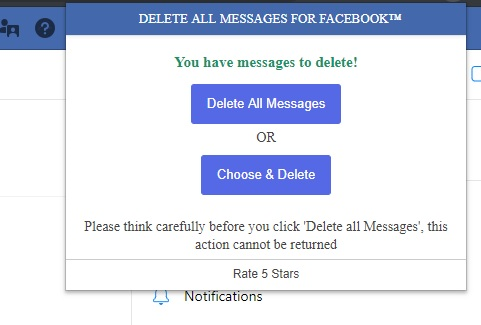 DELETE ALL MESSAGES FOR FACEBOOK™
You have messages to delete!
Delete All Messages
OR
Choose & Delete
Please think carefully before you click 'Delete all Messages', this
action cannot be returned
Rate 5 Stars
Notifications